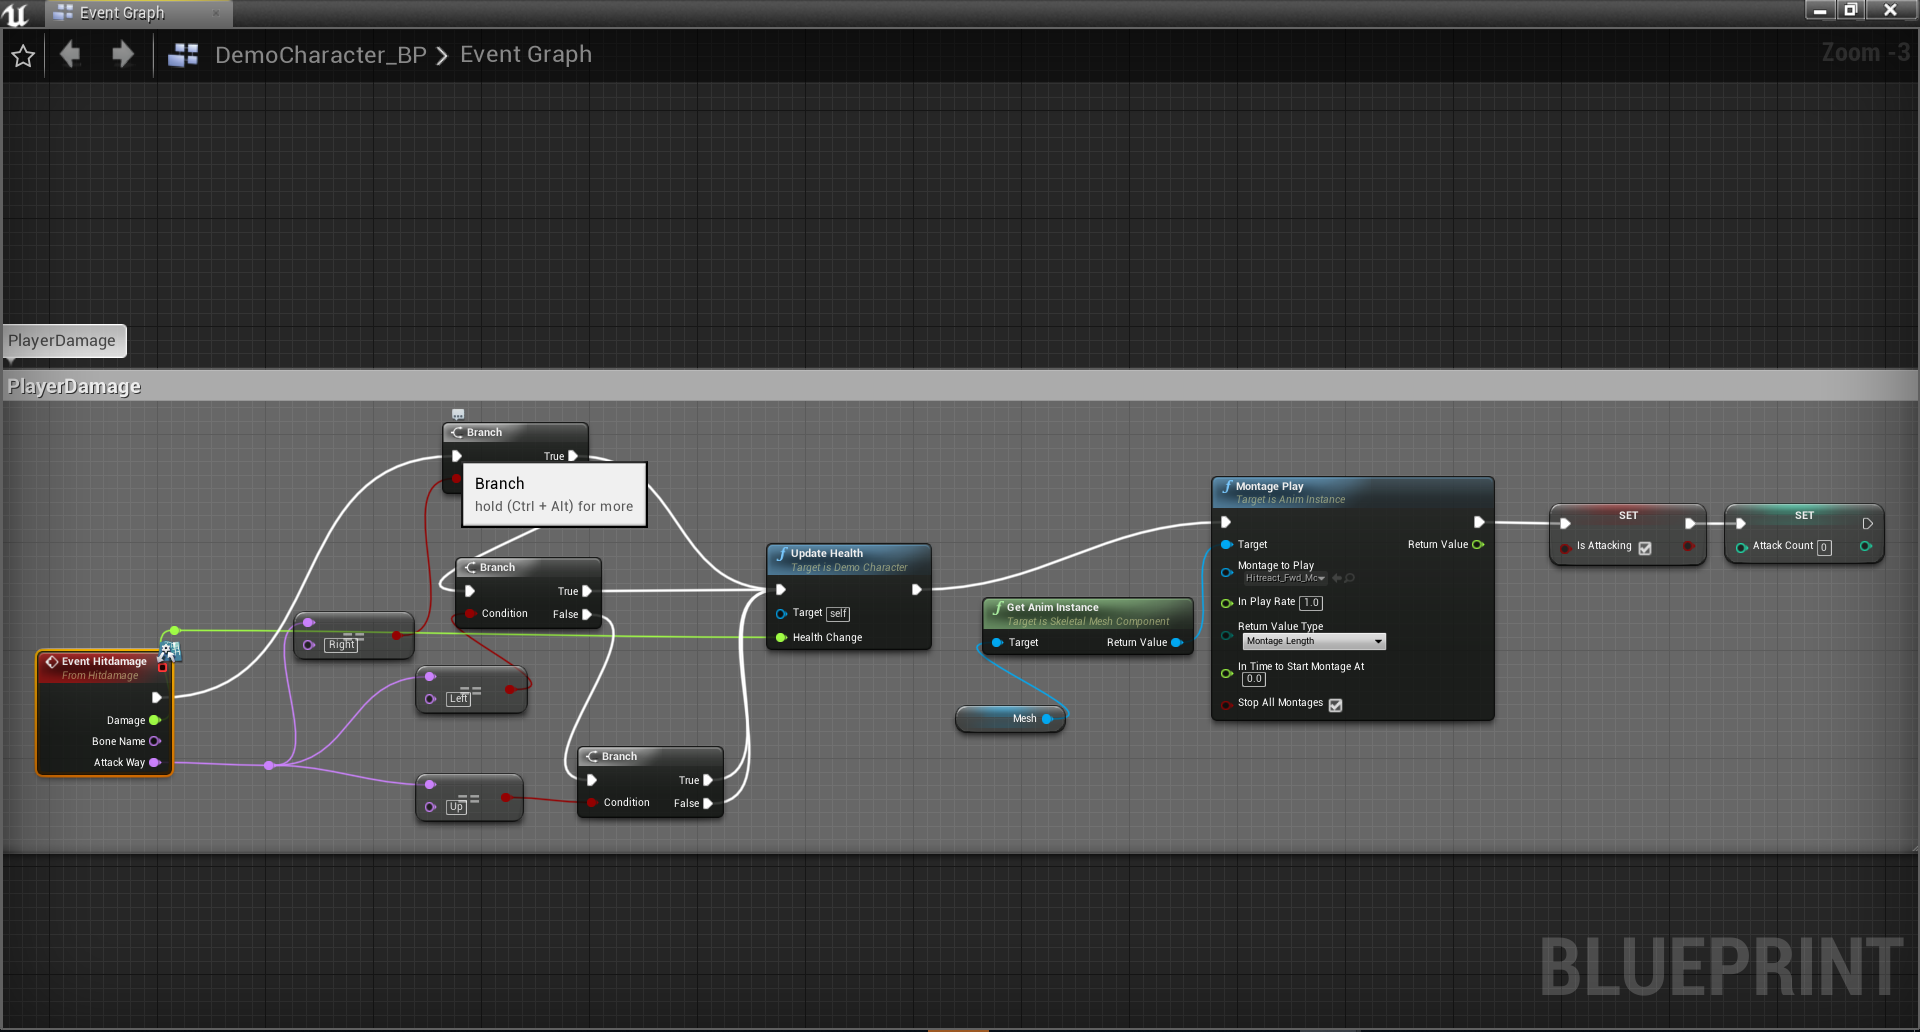 Event Graph
DemoCharacter_BP > Event Graph
Zoom -3
PlayerDamage
PlayerDamage
Branch
True
Branch
hold (Ctrl + Alt) for more
Branch
True
Condition
False
Right
Left
Up
Event Hitdamage
From Hitdamage
Damage
Bone Name
Attack Way
Branch
True
Condition
False
Update Health
Target is Demo Character
Target self
Health Change
Get Anim Instance
Target is Skeletal Mesh Component
Target
Return Value
Mesh
Montage Play
Target is Anim Instance
Target
Return Value
Montage to Play
Hitreact_Fwd_Mc
In Play Rate 1.0
Return Value Type
Montage Length
In Time to Start Montage At
0.0
Stop All Montages
SET
Is Attacking
SET
Attack Count 0
BLUEPRINT